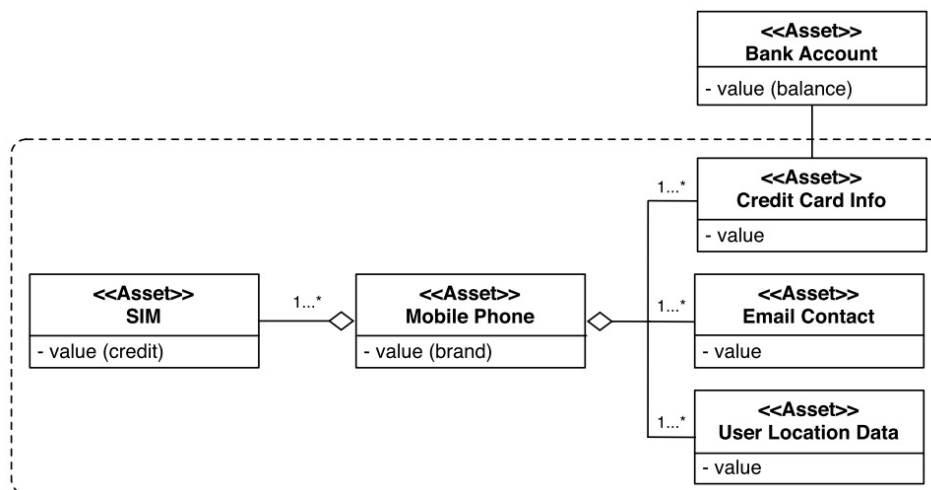 <<Asset>>
Bank Account
- value (balance)
1...*
<<Asset>>
Credit Card Info
- value
<<Asset>>
SIM
- value (credit)
1...*
<<Asset>>
Mobile Phone
- value (brand)
1...*
<<Asset>>
Email Contact
- value
1...*
<<Asset>>
User Location Data
- value